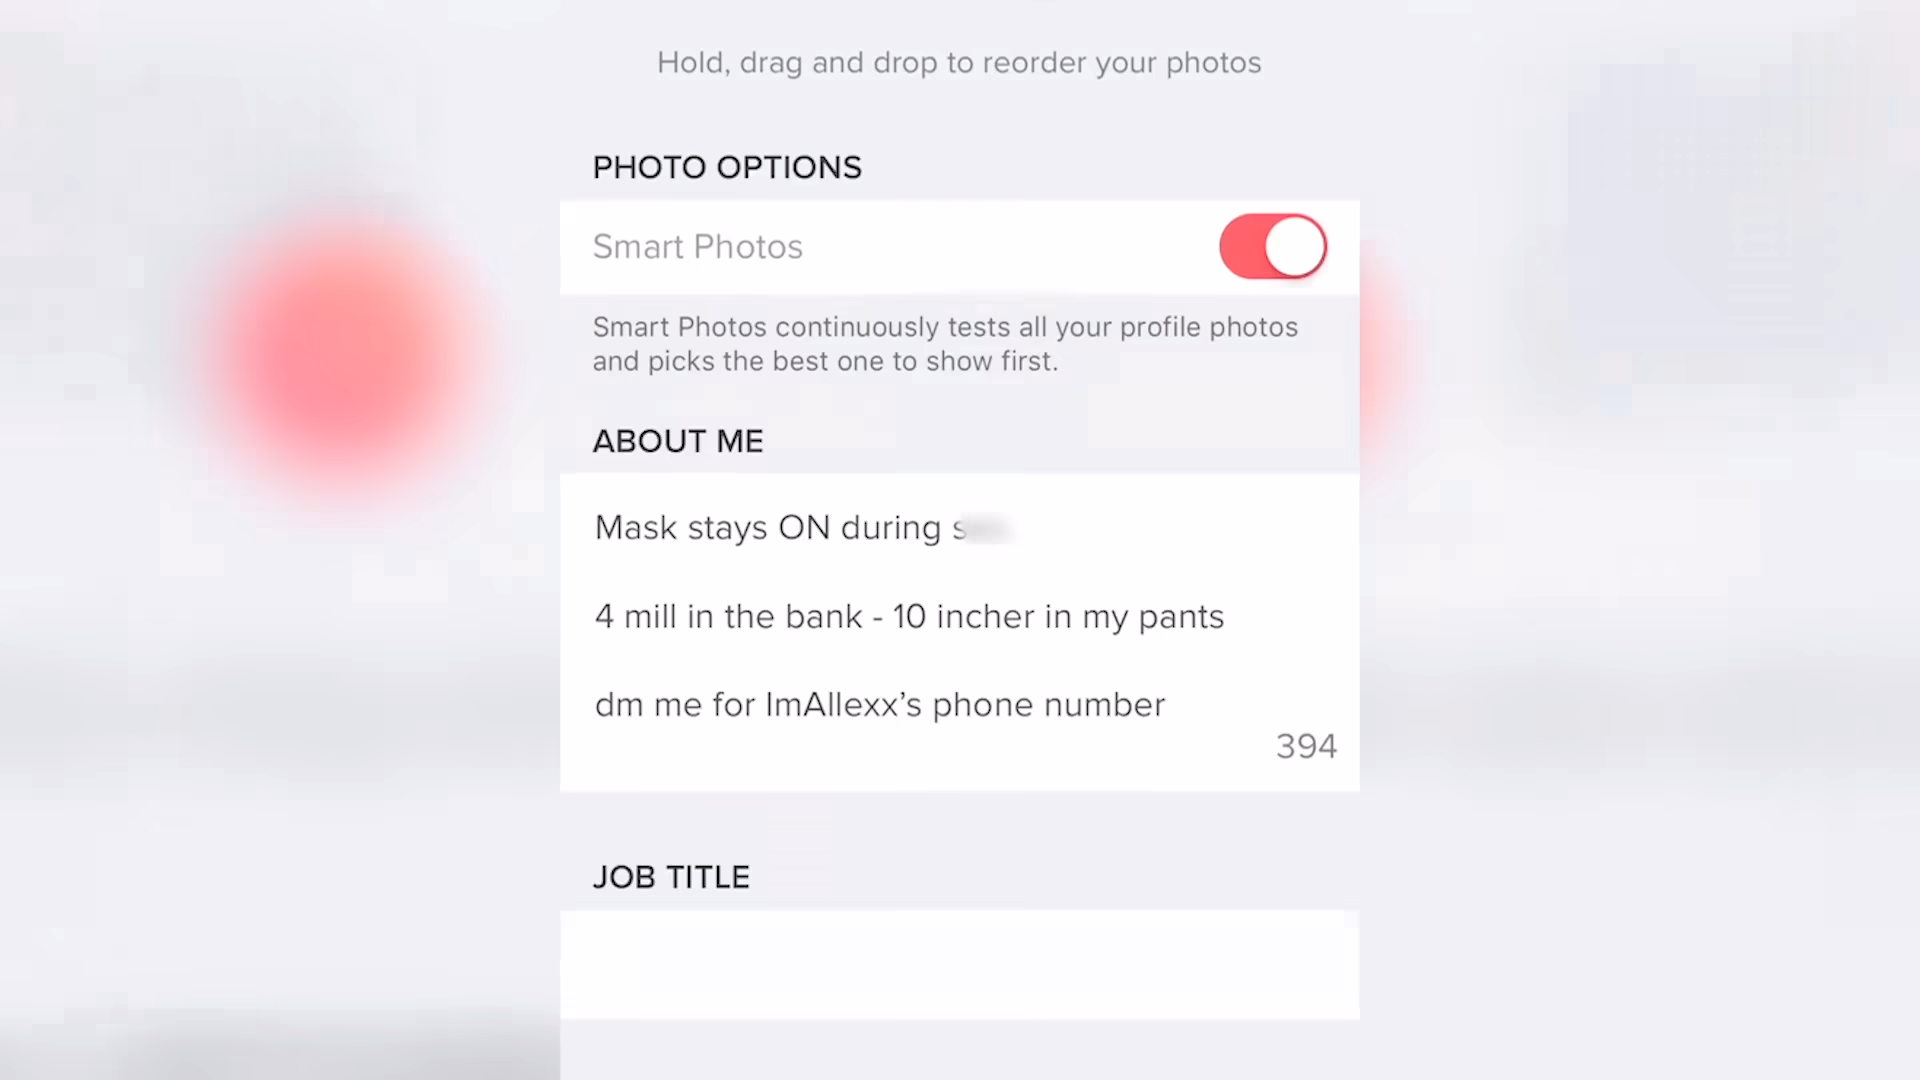 Hold, drag and drop to reorder your photos
PHOTO OPTIONS
Smart Photos
Smart Photos continuously tests all your profile photos
and picks the best one to show first.
ABOUT ME
Mask stays ON during
4 mill in the bank - 10 incher in my pants
dm me for ImAllexx’s phone number
394
JOB TITLE